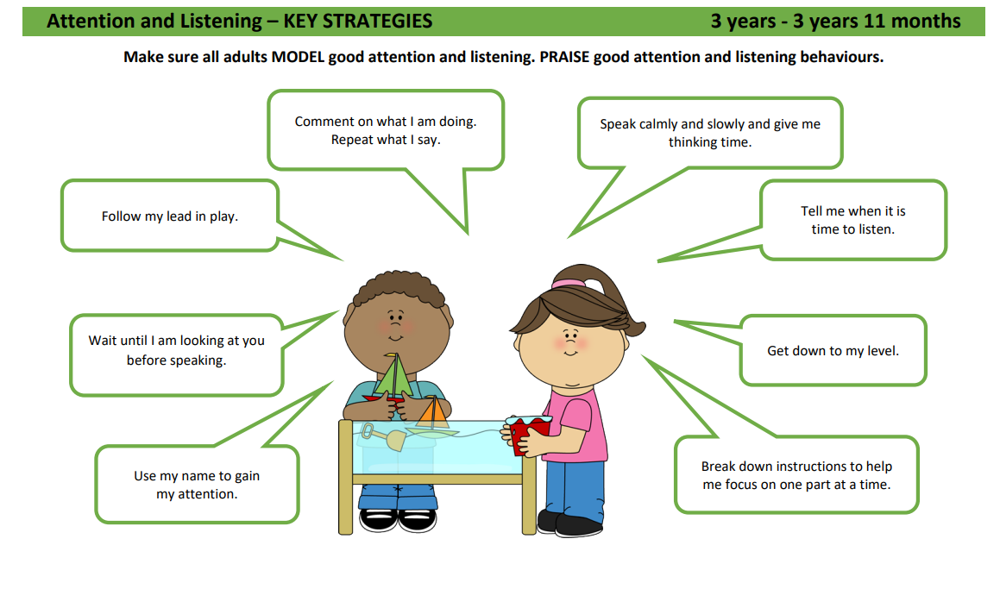 Attention and Listening – KEY STRATEGIES 3 years - 3 years 11 months
Make sure all adults MODEL good attention and listening. PRAISE good attention and listening behaviours.
Comment on what I am doing.
Repeat what I say.
Speak calmly and slowly and give me
thinking time.
Follow my lead in play.
Tell me when it is
time to listen.
Wait until I am looking at you
before speaking.
Get down to my level.
Use my name to gain
my attention.
Break down instructions to help
me focus on one part at a time.